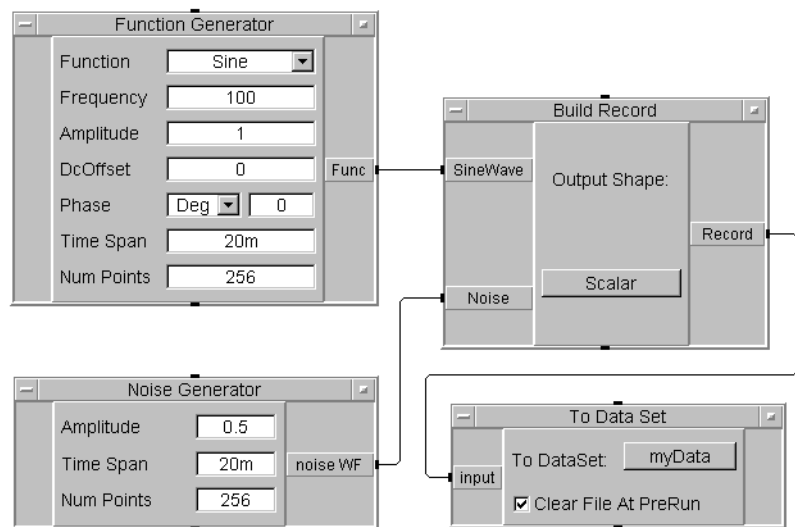 Function Generator
Function Sine
Frequency 100
Amplitude 1
DcOffset 0
Phase Deg 0
Time Span 20m
Num Points 256
Func
Build Record
SineWave
Output Shape:
Scalar
Noise
Record
Noise Generator
Amplitude 0.5
Time Span 20m
Num Points 256
noise WF
To Data Set
input
To DataSet: myData
Clear File At PreRun